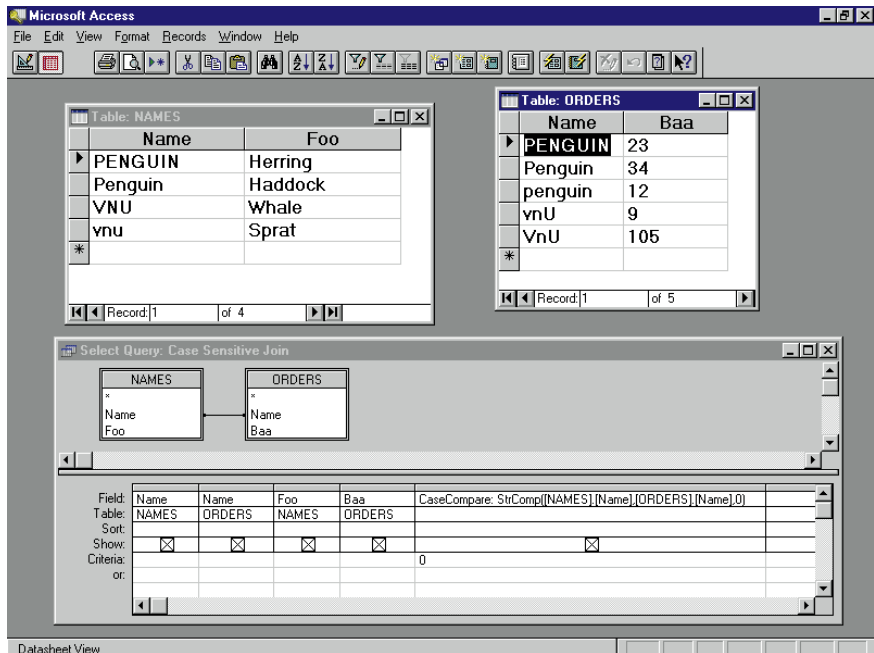 Microsoft Access
File Edit View Format Records Window Help
Table: NAMES
Name Foo
PENGUIN Herring
Penguin Haddock
VNU Whale
vnu Sprat
Record: 1 of 4
Table: ORDERS
Name Baa
PENGUIN 23
Penguin 34
penguin 12
vnU 9
VnU 105
Record: 1 of 5
Select Query: Case Sensitive Join
NAMES ORDERS
* *
Name Name
Foo Baa
Field: Name Name Foo Baa CaseCompare: StrComp([NAMES].[Name],[ORDERS].[Name],0)
Table: NAMES ORDERS NAMES ORDERS
Sort:
Show:
Criteria: 0
or:
Datasheet View